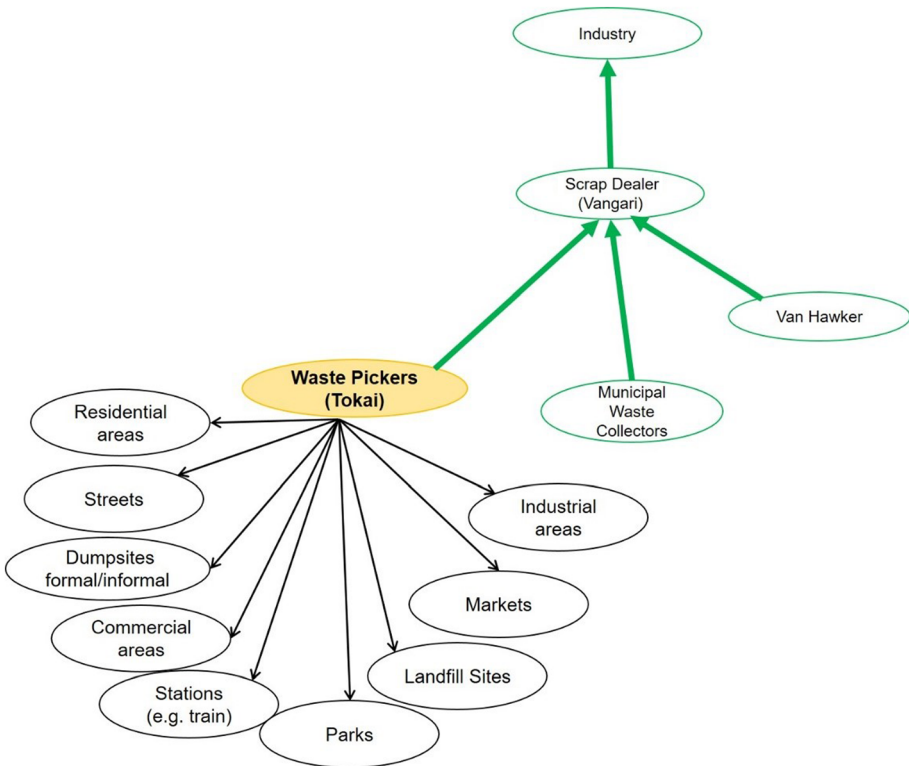 Industry
Scrap Dealer
(Vangari)
Van Hawker
Waste Pickers
(Tokai)
Municipal
Waste
Collectors
Residential
areas
Streets
Industrial
areas
Dumpsites
formal/informal
Markets
Commercial
areas
Landfill Sites
Stations
(e.g. train)
Parks